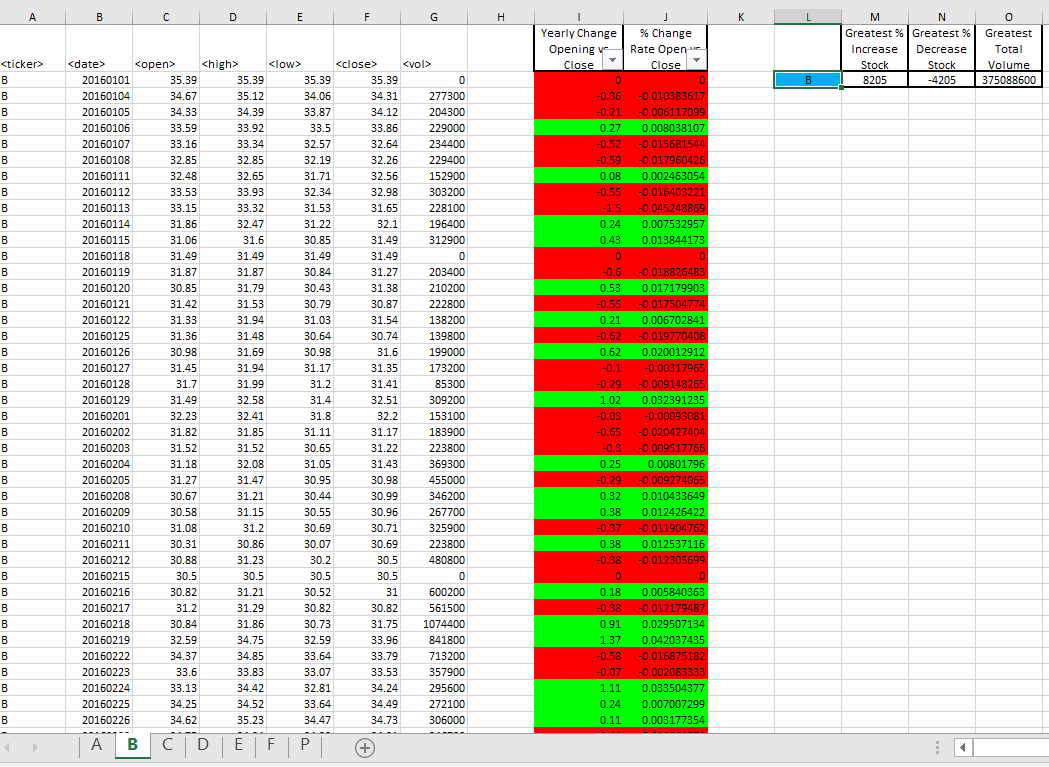 A B C D E F G H I J K L M N O
Yearly Change % Change Greatest % Greatest % Greatest
Opening vs Rate Open vs Increase Decrease Total
<ticker> <date> <open> <high> <low> <close> <vol> Close Close Stock Stock Volume
B 20160101 35.39 35.39 35.39 35.39 0 0 0 B 8205 -4205 375088600
B 20160104 34.67 35.12 34.06 34.31 277300 -0.36 -0.010383617
B 20160105 34.33 34.39 33.87 34.12 204300 -0.21 -0.006117099
B 20160106 33.59 33.92 33.5 33.86 229000 0.27 0.008038107
B 20160107 33.16 33.34 32.57 32.64 234400 -0.52 -0.015681544
B 20160108 32.85 32.85 32.19 32.26 229400 -0.59 -0.017960426
B 20160111 32.48 32.65 31.71 32.56 152900 0.08 0.002463054
B 20160112 33.53 33.93 32.34 32.98 303200 -0.55 -0.016403221
B 20160113 33.15 33.32 31.53 31.65 228100 -1.5 -0.045248869
B 20160114 31.86 32.47 31.22 32.1 196400 0.24 0.007532957
B 20160115 31.06 31.6 30.85 31.49 312900 0.43 0.013844173
B 20160118 31.49 31.49 31.49 31.49 0 0 0
B 20160119 31.87 31.87 30.84 31.27 203400 -0.6 -0.018826483
B 20160120 30.85 31.79 30.43 31.38 210200 0.53 0.017179903
B 20160121 31.42 31.53 30.79 30.87 222800 -0.55 -0.017504774
B 20160122 31.33 31.94 31.03 31.54 138200 0.21 0.006702841
B 20160125 31.36 31.48 30.64 30.74 139800 -0.62 -0.019770408
B 20160126 30.98 31.69 30.98 31.6 199000 0.62 0.020012912
B 20160127 31.45 31.94 31.17 31.35 173200 -0.1 -0.00317965
B 20160128 31.7 31.99 31.2 31.41 85300 -0.29 -0.009148265
B 20160129 31.49 32.58 31.4 32.51 309200 1.02 0.032391235
B 20160201 32.23 32.41 31.8 32.2 153100 -0.03 -0.00093081
B 20160202 31.82 31.85 31.11 31.17 183900 -0.65 -0.020427404
B 20160203 31.52 31.52 30.65 31.22 223800 -0.3 -0.009517766
B 20160204 31.18 32.08 31.05 31.43 369300 0.25 0.00801796
B 20160205 31.27 31.47 30.95 30.98 455000 -0.29 -0.009274065
B 20160208 30.67 31.21 30.44 30.99 346200 0.32 0.010433649
B 20160209 30.58 31.15 30.55 30.96 267700 0.38 0.012426422
B 20160210 31.08 31.2 30.69 30.71 325900 -0.37 -0.011904762
B 20160211 30.31 30.86 30.07 30.69 223800 0.38 0.012537116
B 20160212 30.88 31.23 30.2 30.5 480800 -0.38 -0.012305699
B 20160215 30.5 30.5 30.5 30.5 0 0 0
B 20160216 30.82 31.21 30.52 31 600200 0.18 0.005840363
B 20160217 31.2 31.29 30.82 30.82 561500 -0.38 -0.012179487
B 20160218 30.84 31.86 30.73 31.75 1074400 0.91 0.029507134
B 20160219 32.59 34.75 32.59 33.96 841800 1.37 0.042037435
B 20160222 34.37 34.85 33.64 33.79 713200 -0.58 -0.016875182
B 20160223 33.6 33.83 33.07 33.53 357900 -0.07 -0.002083333
B 20160224 33.13 34.42 32.81 34.24 295600 1.11 0.033504377
B 20160225 34.25 34.52 33.64 34.49 272100 0.24 0.007007299
B 20160226 34.62 35.23 34.47 34.73 306000 0.11 0.003177354
A B C D E F P